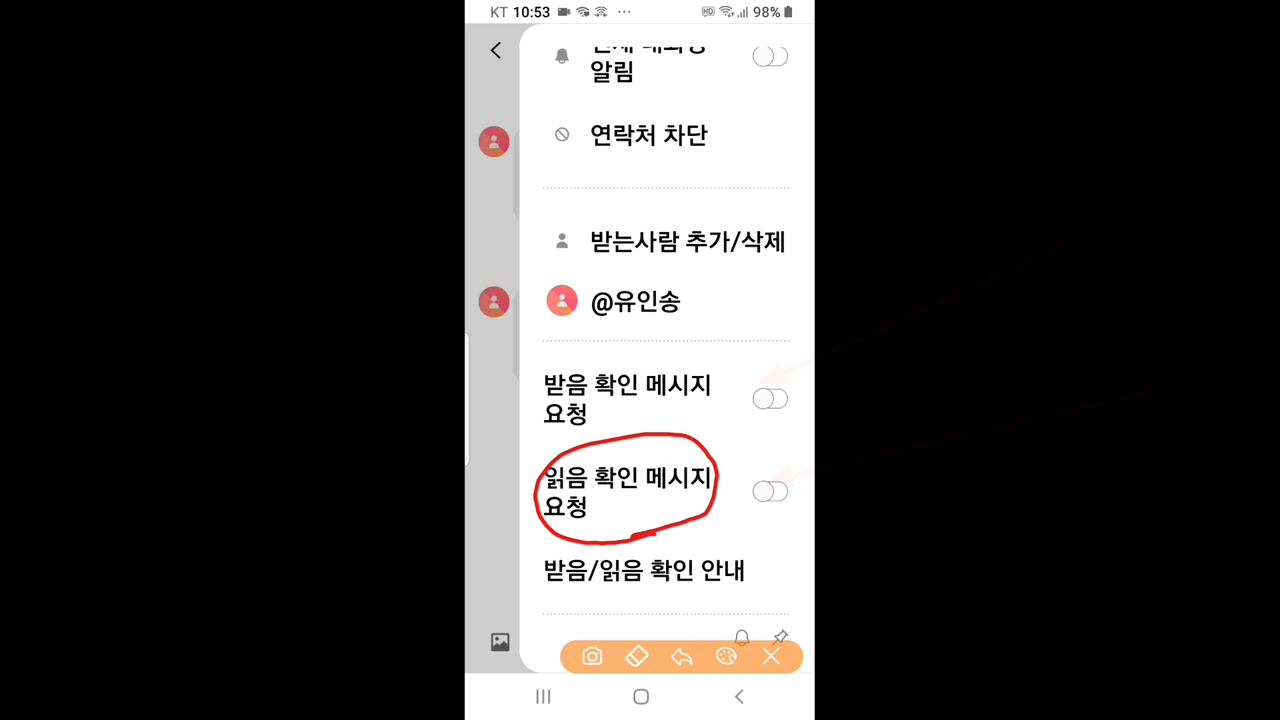 KT 10:53 98%
알림
연락처 차단
받는사람 추가/삭제
@유인송
받음 확인 메시지
요청
읽음 확인 메시지
요청
받음/읽음 확인 안내